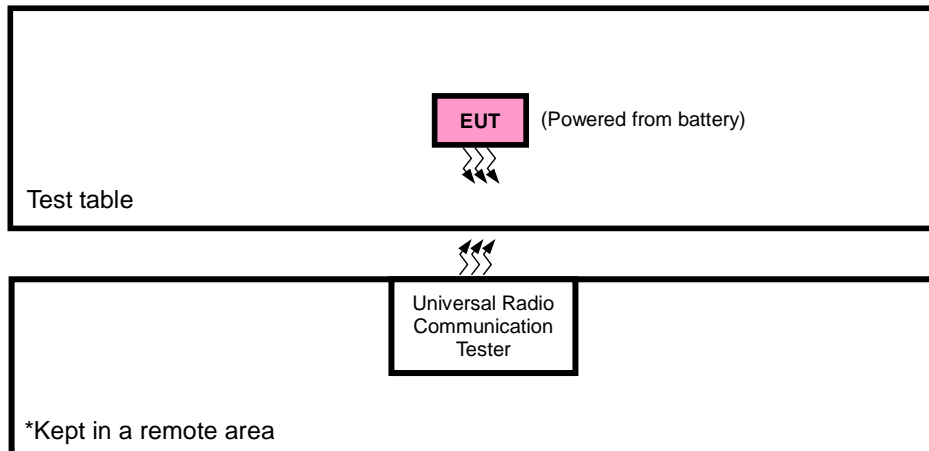 EUT
(Powered from battery)
Test table
Universal Radio
Communication
Tester
*Kept in a remote area